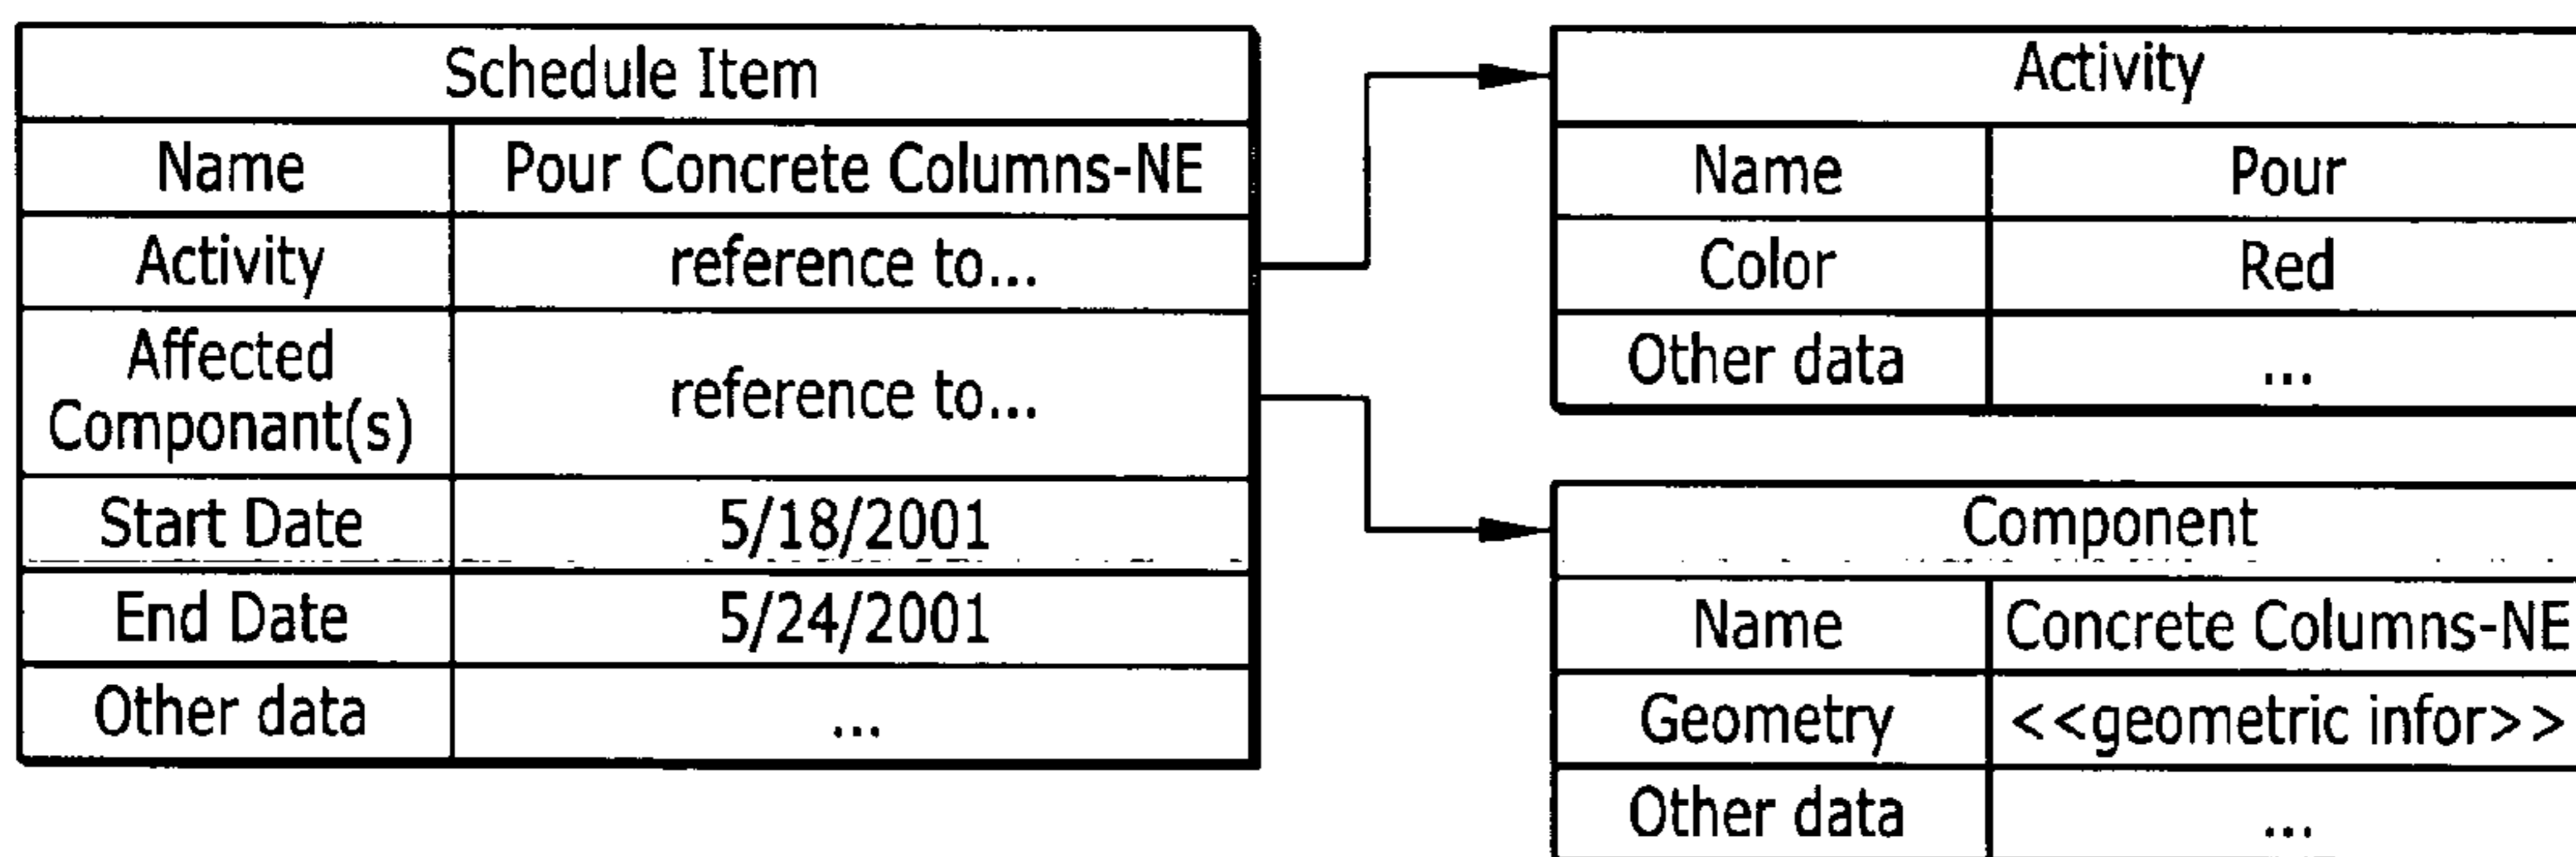 Schedule Item
Name Pour Concrete Columns-NE
Activity reference to...
Affected
Componant(s) reference to...
Start Date 5/18/2001
End Date 5/24/2001
Other data ...
Activity
Name Pour
Color Red
Other data ...
Component
Name Concrete Columns-NE
Geometry <<geometric infor>>
Other data ...